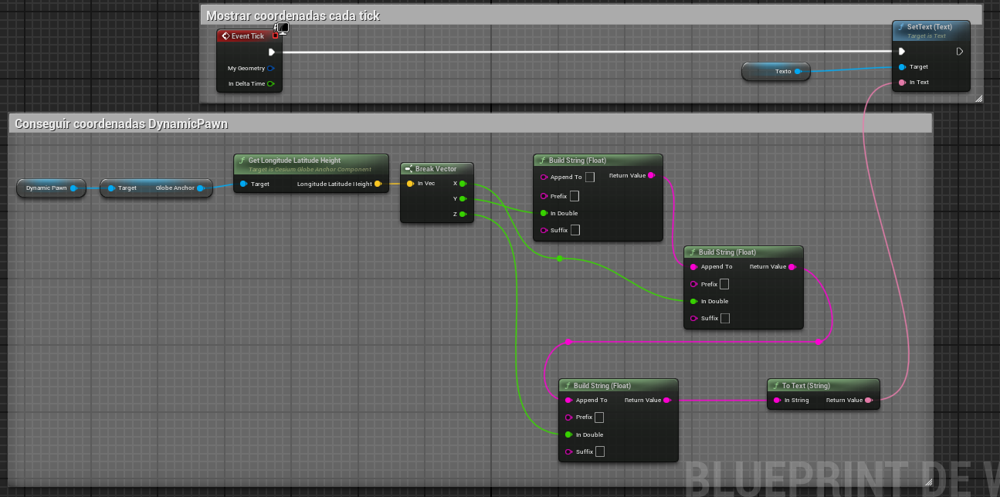 Mostrar coordenadas cada tick
Event Tick
My Geometry
In Delta Time
Texto
SetText (Text)
Target is Text
Target
In Text
Conseguir coordenadas DynamicPawn
Dynamic Pawn
Target
Globe Anchor
Get Longitude Latitude Height
Target is Cesium Globe Anchor Component
Target
Longitude Latitude Height
Break Vector
In Vec
X
Y
Z
Build String (Float)
Append To
Return Value
Prefix
In Double
Suffix
Build String (Float)
Append To
Return Value
Prefix
In Double
Suffix
Build String (Float)
Append To
Return Value
Prefix
In Double
Suffix
To Text (String)
In String
Return Value
BLUEPRINT DE W